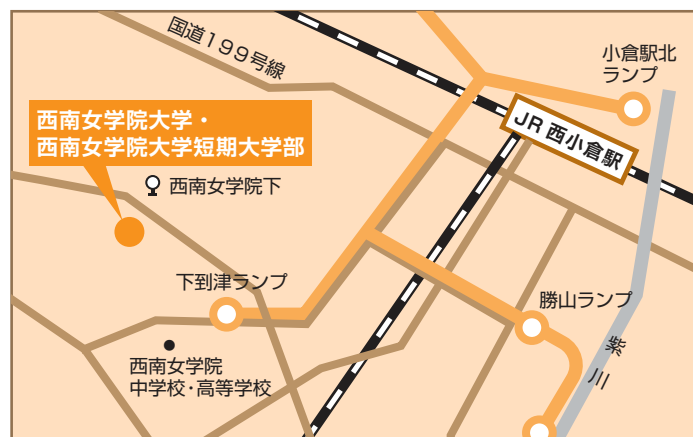 国道199号線
小倉駅北
ランプ
西南女学院大学・
西南女学院大学短期大学部
JR 西小倉駅
西南女学院下
下到津ランプ
勝山ランプ
西南女学院
中学校・高等学校
紫川